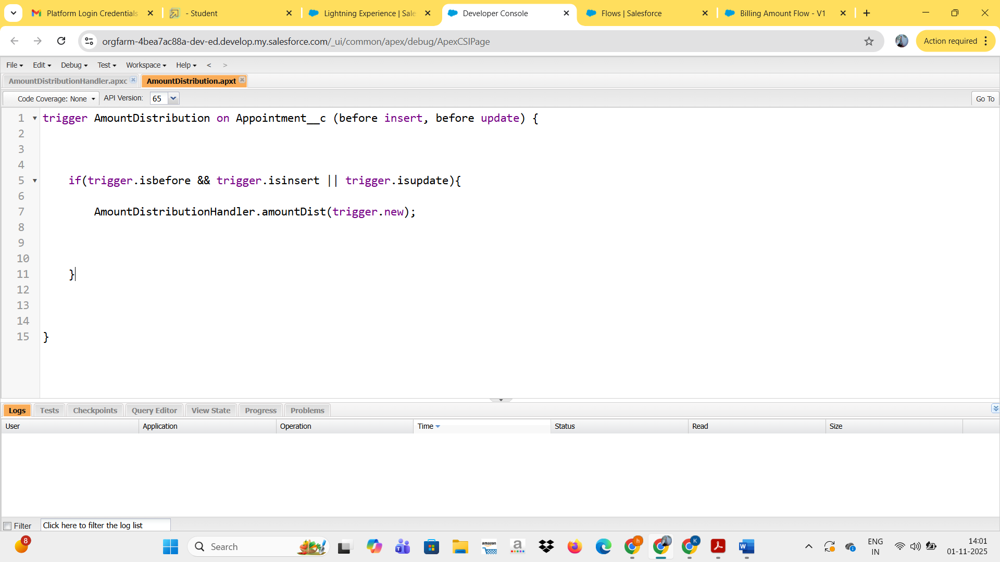 Platform Login Credentials
- Student
Lightning Experience | Sale
Developer Console
Flows | Salesforce
Billing Amount Flow - V1
orgfarm-4bea7ac88a-dev-ed.develop.my.salesforce.com/_ui/common/apex/debug/ApexCSIPage
Action required
File Edit Debug Test Workspace Help < >
AmountDistributionHandler.apxc
AmountDistribution.apxt
Code Coverage: None
API Version: 65
Go To
1 trigger AmountDistribution on Appointment__c (before insert, before update) {
2
3
4
5 if(trigger.isbefore && trigger.isinsert || trigger.isupdate){
6
7 AmountDistributionHandler.amountDist(trigger.new);
8
9
10
11 }
12
13
14
15 }
Logs Tests Checkpoints Query Editor View State Progress Problems
User Application Operation Time Status Read Size
Filter
Click here to filter the log list
8
Search
T
amazon
a
h
K
W
ENG
IN
14:01
01-11-2025